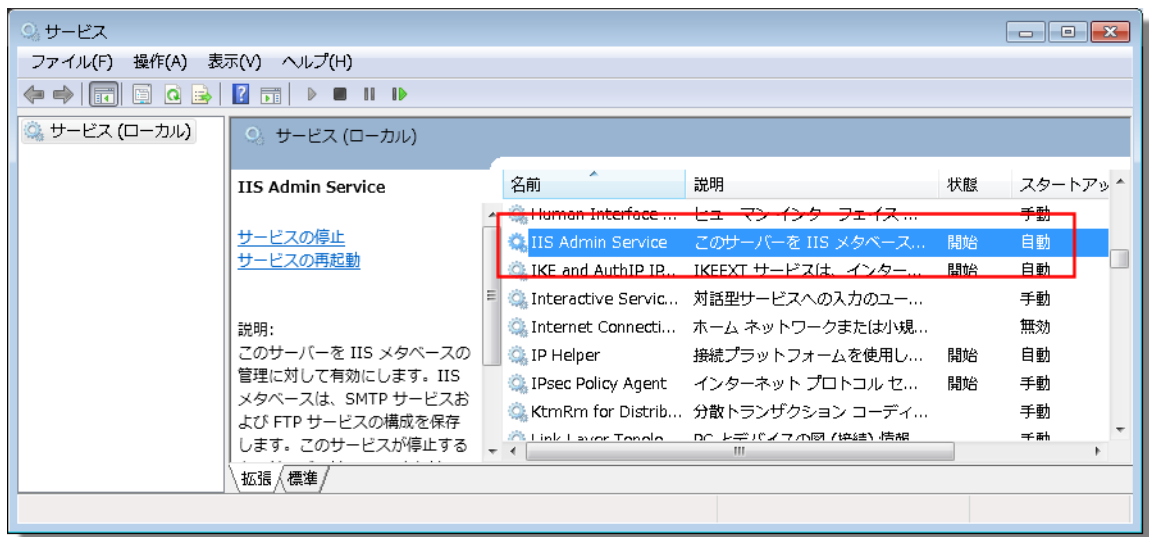 サービス
ファイル(F) 操作(A) 表示(V) ヘルプ(H)
サービス (ローカル)
サービス (ローカル)
IIS Admin Service
サービスの停止
サービスの再起動
説明:
このサーバーを IIS メタベースの
管理に対して有効にします。IIS
メタベースは、SMTP サービスお
よび FTP サービスの構成を保存
します。このサービスが停止する
名前 説明 状態 スタートアッ
Human Interface ... ヒューマン インターフェイス ... 手動
IIS Admin Service このサーバーを IIS メタベース... 開始 自動
IKE and AuthIP IP... IKEEXT サービスは、インター... 開始 自動
Interactive Servic... 対話型サービスへの入力のユー... 手動
Internet Connecti... ホーム ネットワークまたは小規... 無効
IP Helper 接続プラットフォームを使用し... 開始 自動
IPsec Policy Agent インターネット プロトコル セ... 開始 手動
KtmRm for Distrib... 分散トランザクション コーディ... 手動
Link Layer Topolo... PC とデバイスの図 (接続) 情報... 手動
拡張 標準